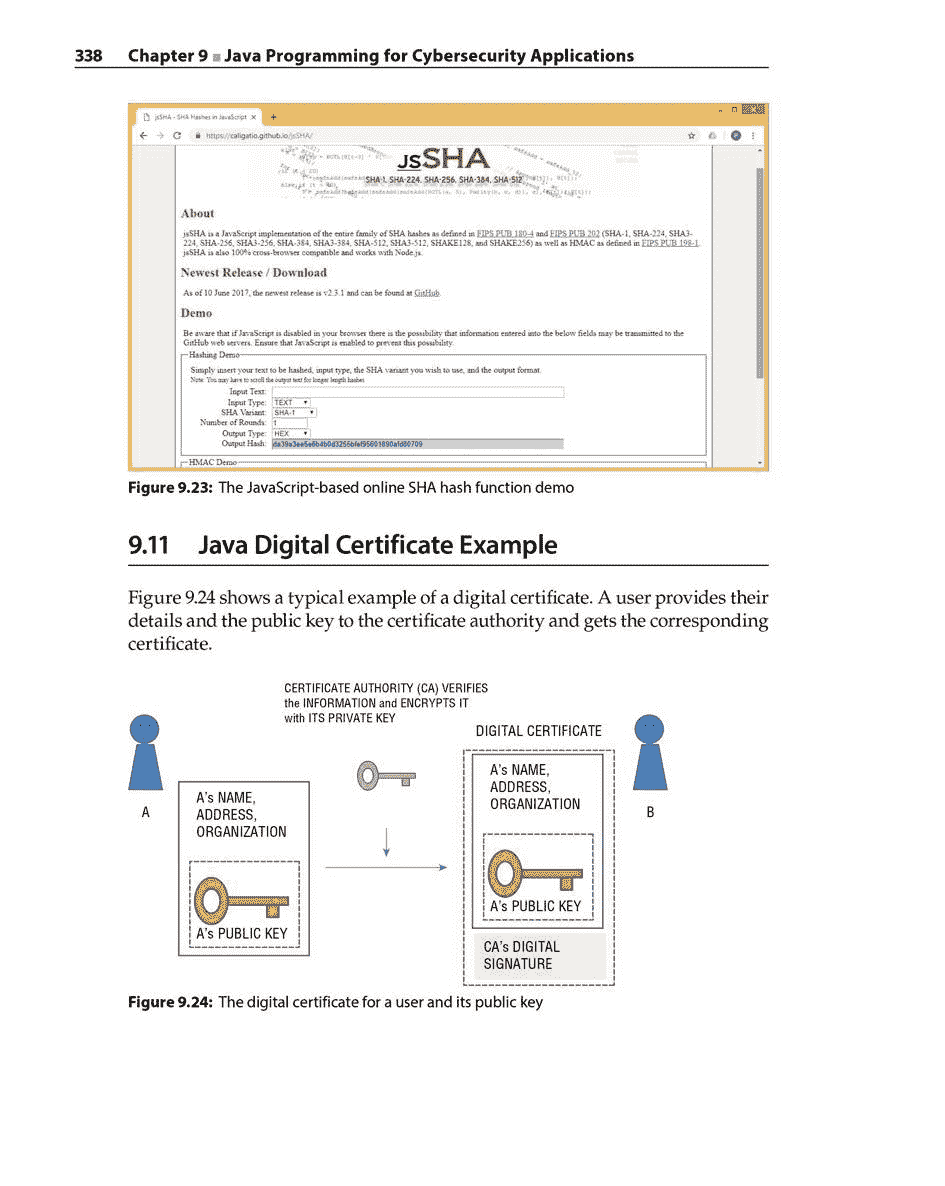 338 Chapter 9 ■ Java Programming for Cybersecurity Applications
jsSHA - SHA Hashes in JavaScript
https://caligatio.github.io/jsSHA/
jsSHA
SHA-1, SHA-224, SHA-256, SHA-384, SHA-512
About
jsSHA is a JavaScript implementation of the entire family of SHA hashes as defined in FIPS PUB 180-4 and FIPS PUB 202 (SHA-1, SHA-224, SHA3-
224, SHA-256, SHA3-256, SHA-384, SHA3-384, SHA-512, SHA3-512, SHAKE128, and SHAKE256) as well as HMAC as defined in FIPS PUB 198-1.
jsSHA is also 100% cross-browser compatible and works with Node.js.
Newest Release / Download
As of 10 June 2017, the newest release is v2.3.1 and can be found at GitHub.
Demo
Be aware that if JavaScript is disabled in your browser there is the possibility that information entered into the below fields may be transmitted to the
GitHub web servers. Ensure that JavaScript is enabled to prevent this possibility.
Hashing Demo
Simply insert your text to be hashed, input type, the SHA variant you wish to use, and the output format.
Note: You may have to scroll the output text for longer length hashes
Input Text:
Input Type: TEXT
SHA Variant: SHA-1
Number of Rounds: 1
Output Type: HEX
Output Hash: da39a3ee5e6b4b0d3255bfef95601890afd80709
HMAC Demo
Figure 9.23: The JavaScript-based online SHA hash function demo
9.11 Java Digital Certificate Example
Figure 9.24 shows a typical example of a digital certificate. A user provides their
details and the public key to the certificate authority and gets the corresponding
certificate.
CERTIFICATE AUTHORITY (CA) VERIFIES
the INFORMATION and ENCRYPTS IT
with ITS PRIVATE KEY
A
A's NAME,
ADDRESS,
ORGANIZATION
A's PUBLIC KEY
DIGITAL CERTIFICATE
A's NAME,
ADDRESS,
ORGANIZATION
A's PUBLIC KEY
CA's DIGITAL
SIGNATURE
B
Figure 9.24: The digital certificate for a user and its public key